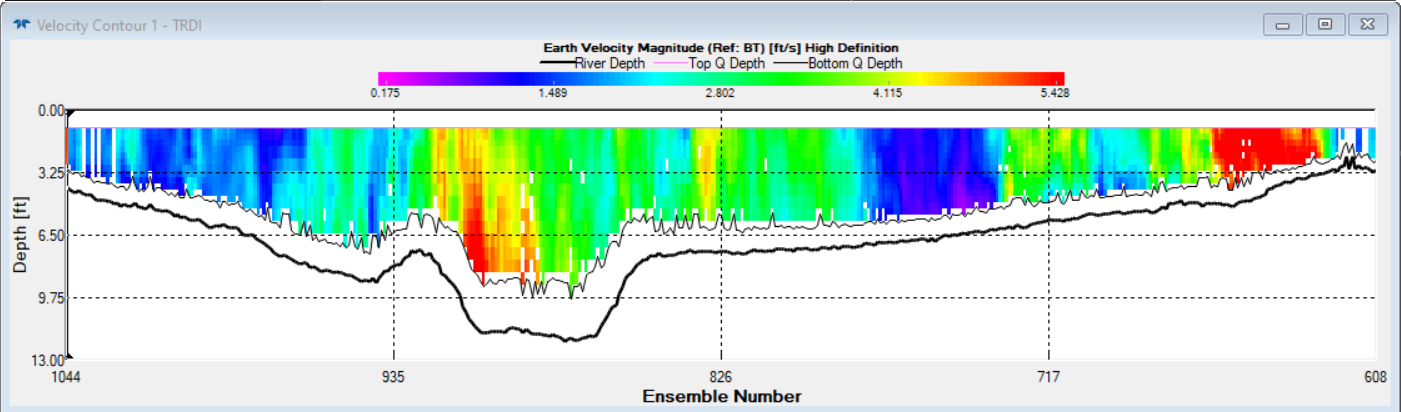 Velocity Contour 1 - TRDI
Earth Velocity Magnitude (Ref: BT) [ft/s] High Definition
River Depth Top Q Depth Bottom Q Depth
0.175 1.489 2.802 4.115 5.428
0.00
3.25
6.50
9.75
13.00
Depth [ft]
1044 935 826 717 608
Ensemble Number